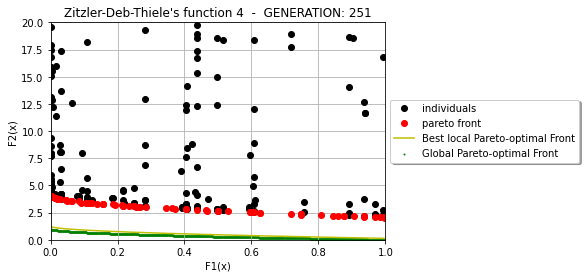 Zitzler-Deb-Thiele's function 4 - GENERATION: 251
20.0
17.5
15.0
12.5
10.0
7.5
5.0
2.5
0.0
F2(x)
0.0 0.2 0.4 0.6 0.8 1.0
F1(x)
individuals
pareto front
Best local Pareto-optimal Front
Global Pareto-optimal Front